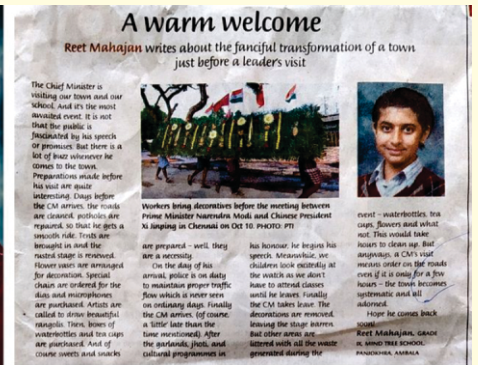 A warm welcome
Reet Mahajan writes about the fanciful transformation of a town
just before a leader's visit
The Chief Minister is
visiting our town and our
school. And it's the most
awaited event. It is not
that the public is
fascinated by his speech
or promises. But there is a
lot of buzz whenever he
comes to the town.
Preparations made before
his visit are quite
interesting. Days before
the CM arrives, the roads
are cleaned, potholes are
repaired, so that he gets a
smooth ride. Tents are
brought in and the
rusted stage is renewed.
Flower vases are arranged
for decoration. Special
chairs are ordered for the
dias and microphones
are purchased. Artists are
called to draw beautiful
rangolis. Then, boxes of
waterbottles and tea cups
are purchased. And of
course sweets and snacks
Workers bring decoratives before the meeting between
Prime Minister Narendra Modi and Chinese President
Xi Jinping in Chennai on Oct 10. PHOTO: PTI
are prepared – well, they
are a necessity.
On the day of his
arrival, police is on duty
to maintain proper traffic
flow which is never seen
on ordinary days. Finally
the CM arrives, (of course,
a little late than the
time mentioned). After
the garlands, jhoti, and
cultural programmes in
his honour, he begins his
speech. Meanwhile, we
children look excitedly at
the watch as we don't
have to attend classes
until he leaves. Finally
the CM takes leave. The
decorations are removed
leaving the stage barren.
But other areas are
littered with all the waste
generated during the
event – waterbottles, tea
cups, flowers and what
not. This would take
hours to clean up. But
anyways, a CM's visit
means order on the roads
even if it is only for a few
hours – the town becomes
systematic and all
adorned.
Hope he comes back
soon!
Reet Mahajan, GRADE
IX, MIND TREE SCHOOL,
PANJOKHRA, AMBALA